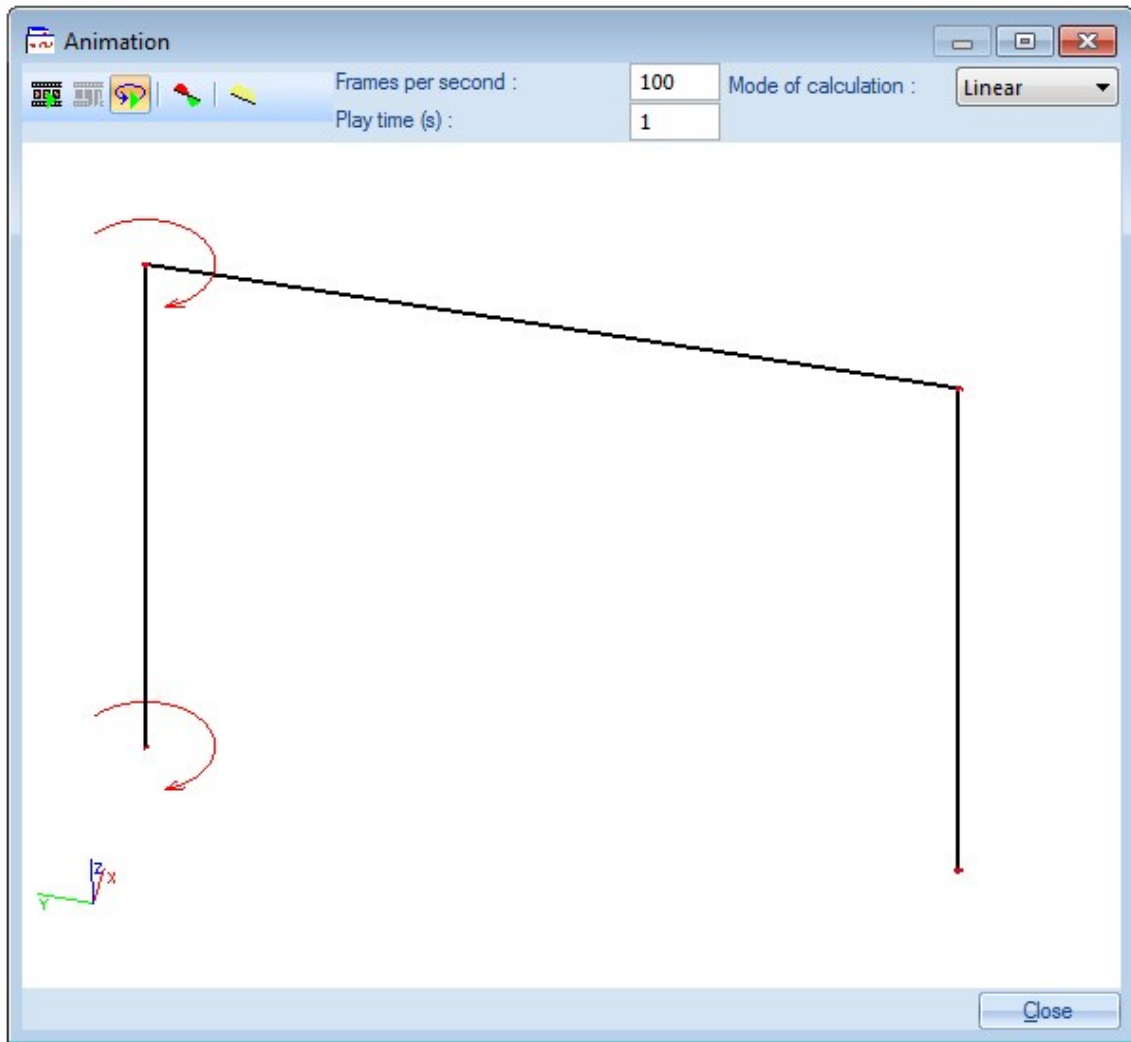 Animation
Frames per second : 100 Mode of calculation : Linear
Play time (s) : 1
Z
X
Y
Close